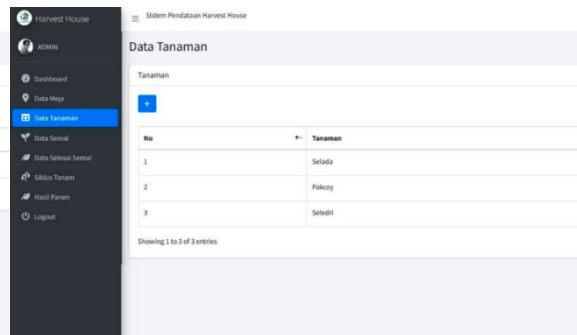 Harvest House
Sistem Pendataan Harvest House
ADMIN
Data Tanaman
Dashboard
Data Meja
Data Tanaman
Data Semai
Data Selesai Semai
Siklus Tanam
Hasil Panen
Logout
Tanaman
+
No Tanaman
1 Selada
2 Pakcoy
3 Seledri
Showing 1 to 3 of 3 entries